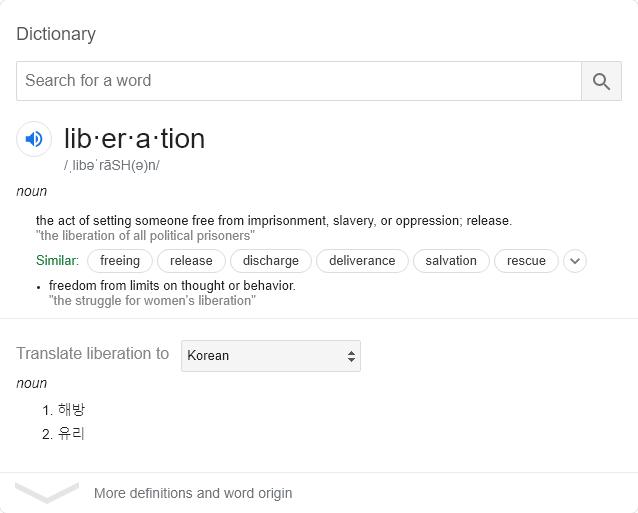 Dictionary
Search for a word
lib·er·a·tion
/ˌlibəˈrāSH(ə)n/
noun
the act of setting someone free from imprisonment, slavery, or oppression; release.
"the liberation of all political prisoners"
Similar: freeing release discharge deliverance salvation rescue
• freedom from limits on thought or behavior.
"the struggle for women's liberation"
Translate liberation to Korean
noun
1. 해방
2. 유리
More definitions and word origin